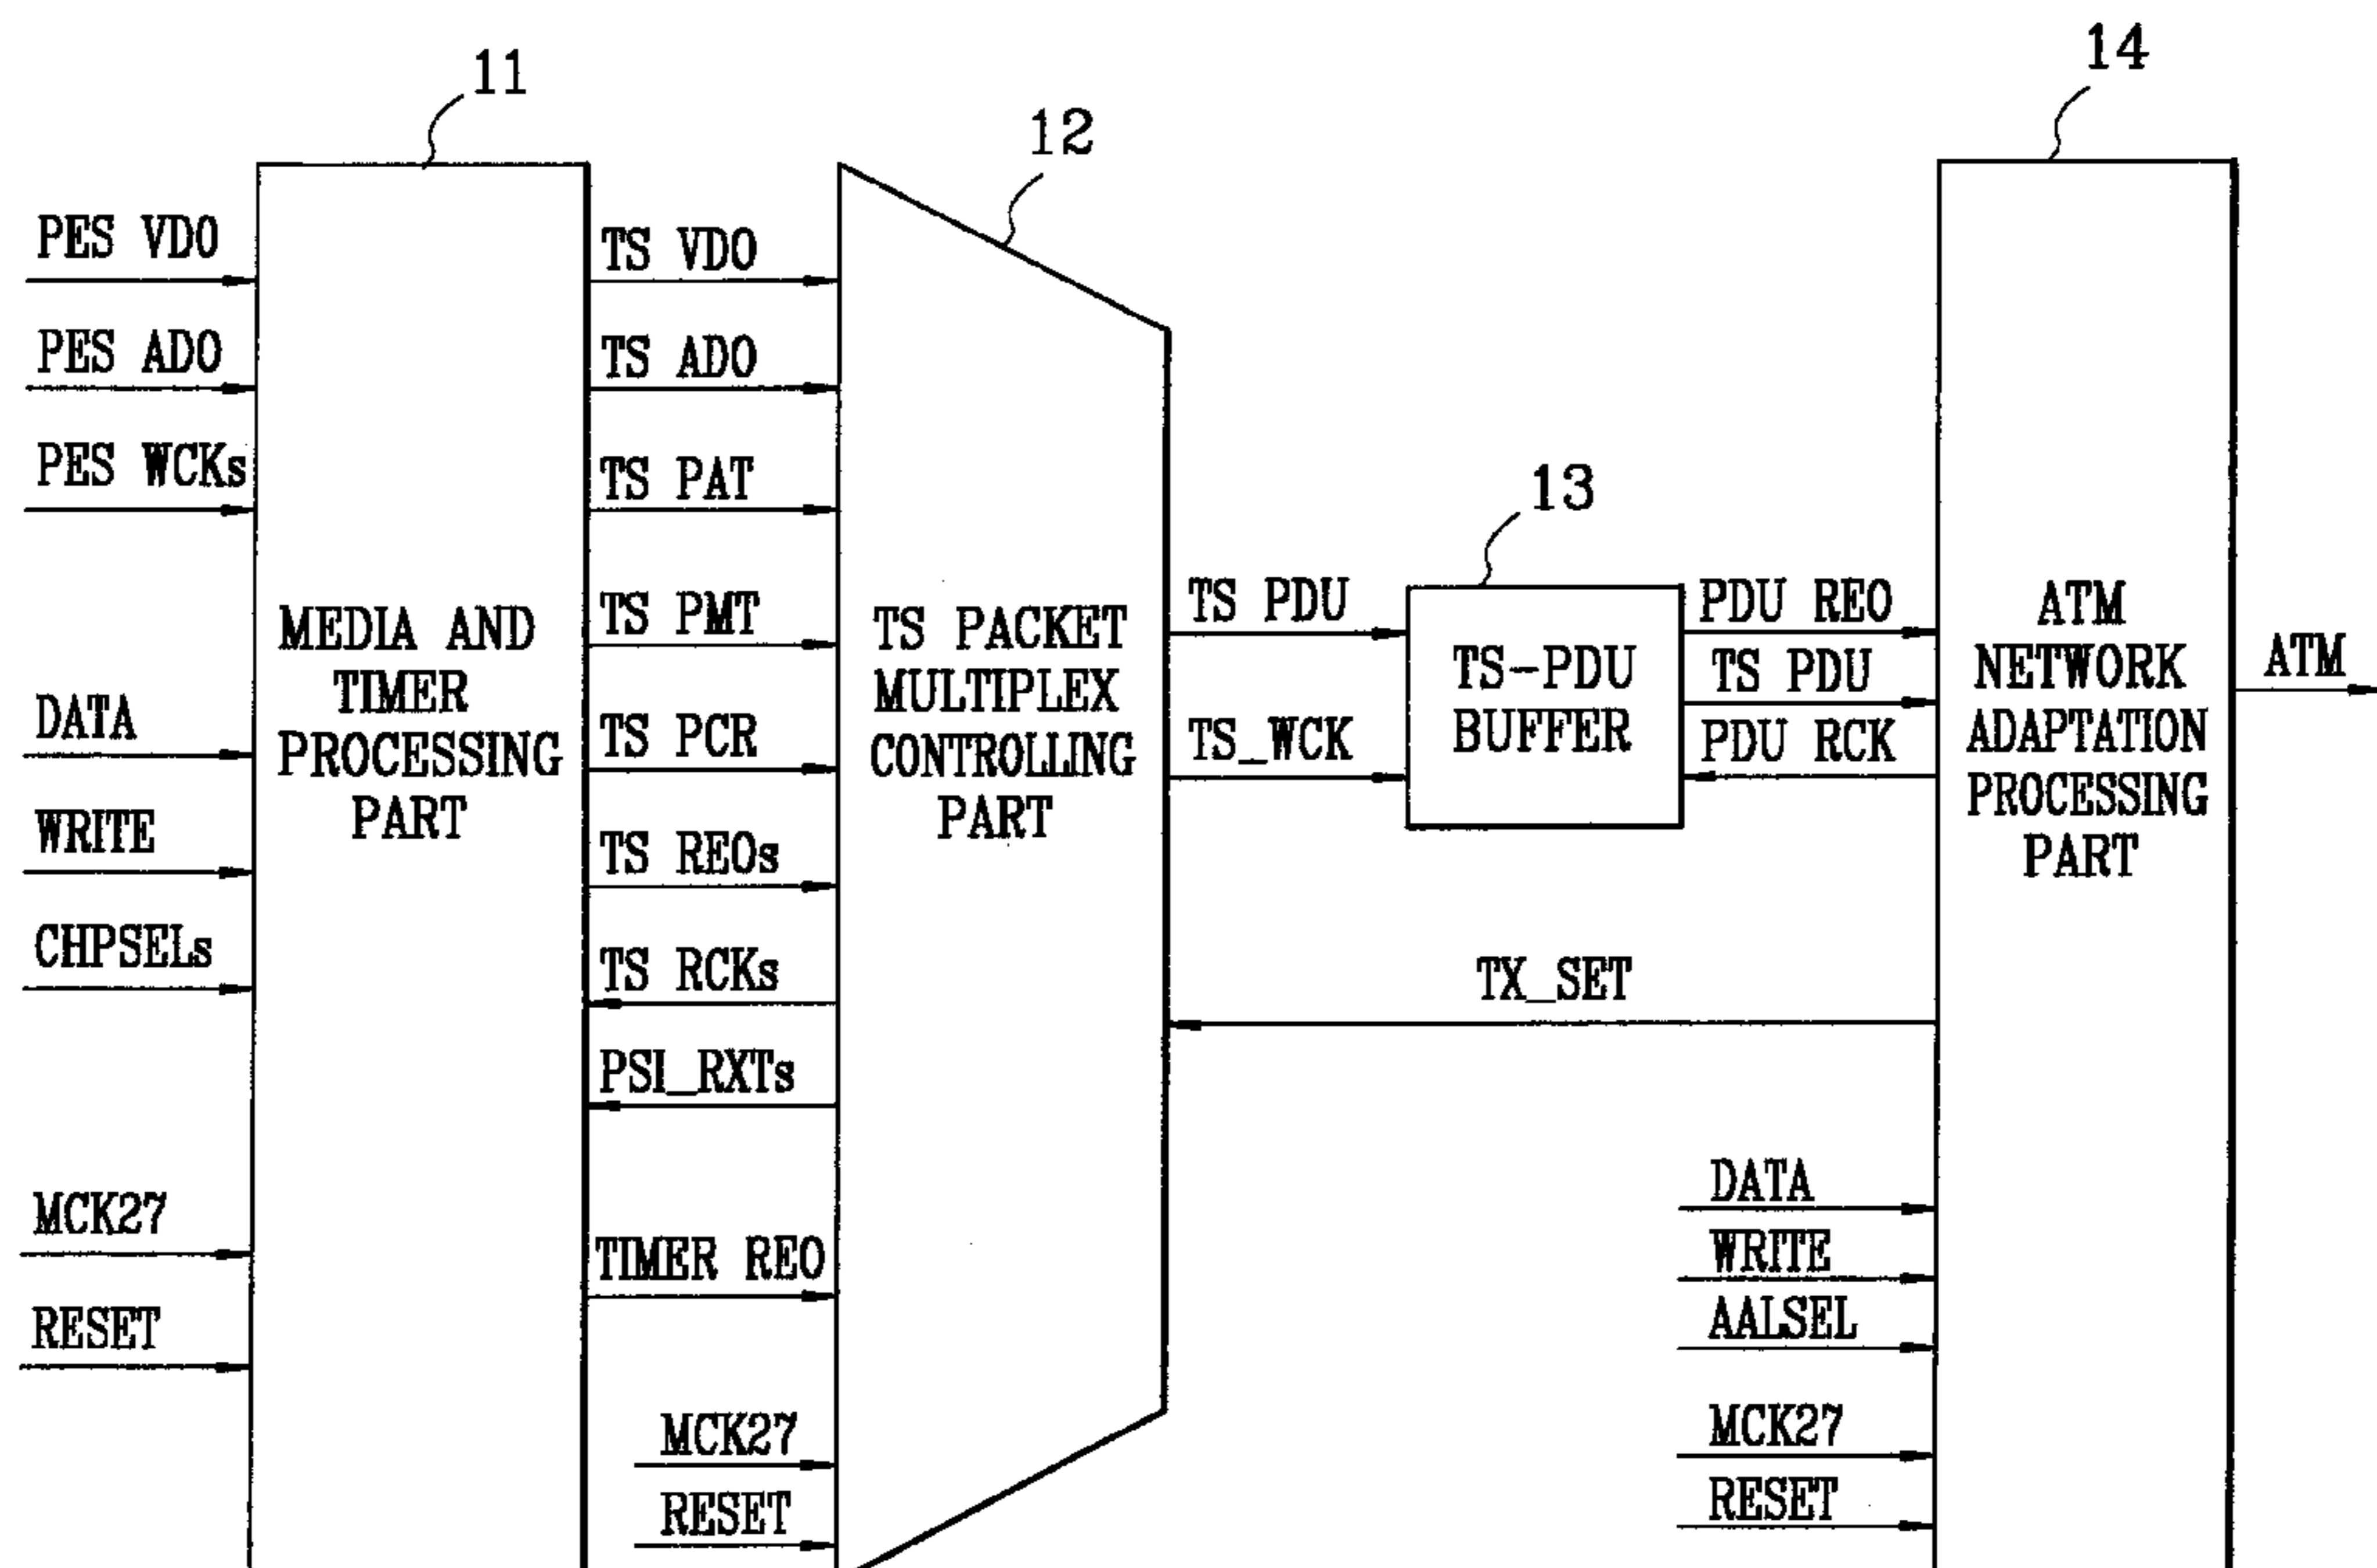 11
12
14
13
PES VDO
PES ADO
PES WCKs
DATA
WRITE
CHPSELs
MCK27
RESET
MEDIA AND
TIMER
PROCESSING
PART
TS VDO
TS ADO
TS PAT
TS PMT
TS PCR
TS REOs
TS RCKs
PSI_RXTs
TIMER REO
MCK27
RESET
TS PACKET
MULTIPLEX
CONTROLLING
PART
TS PDU
TS_WCK
TS-PDU
BUFFER
PDU REO
TS PDU
PDU RCK
TX_SET
DATA
WRITE
AALSEL
MCK27
RESET
ATM
NETWORK
ADAPTATION
PROCESSING
PART
ATM